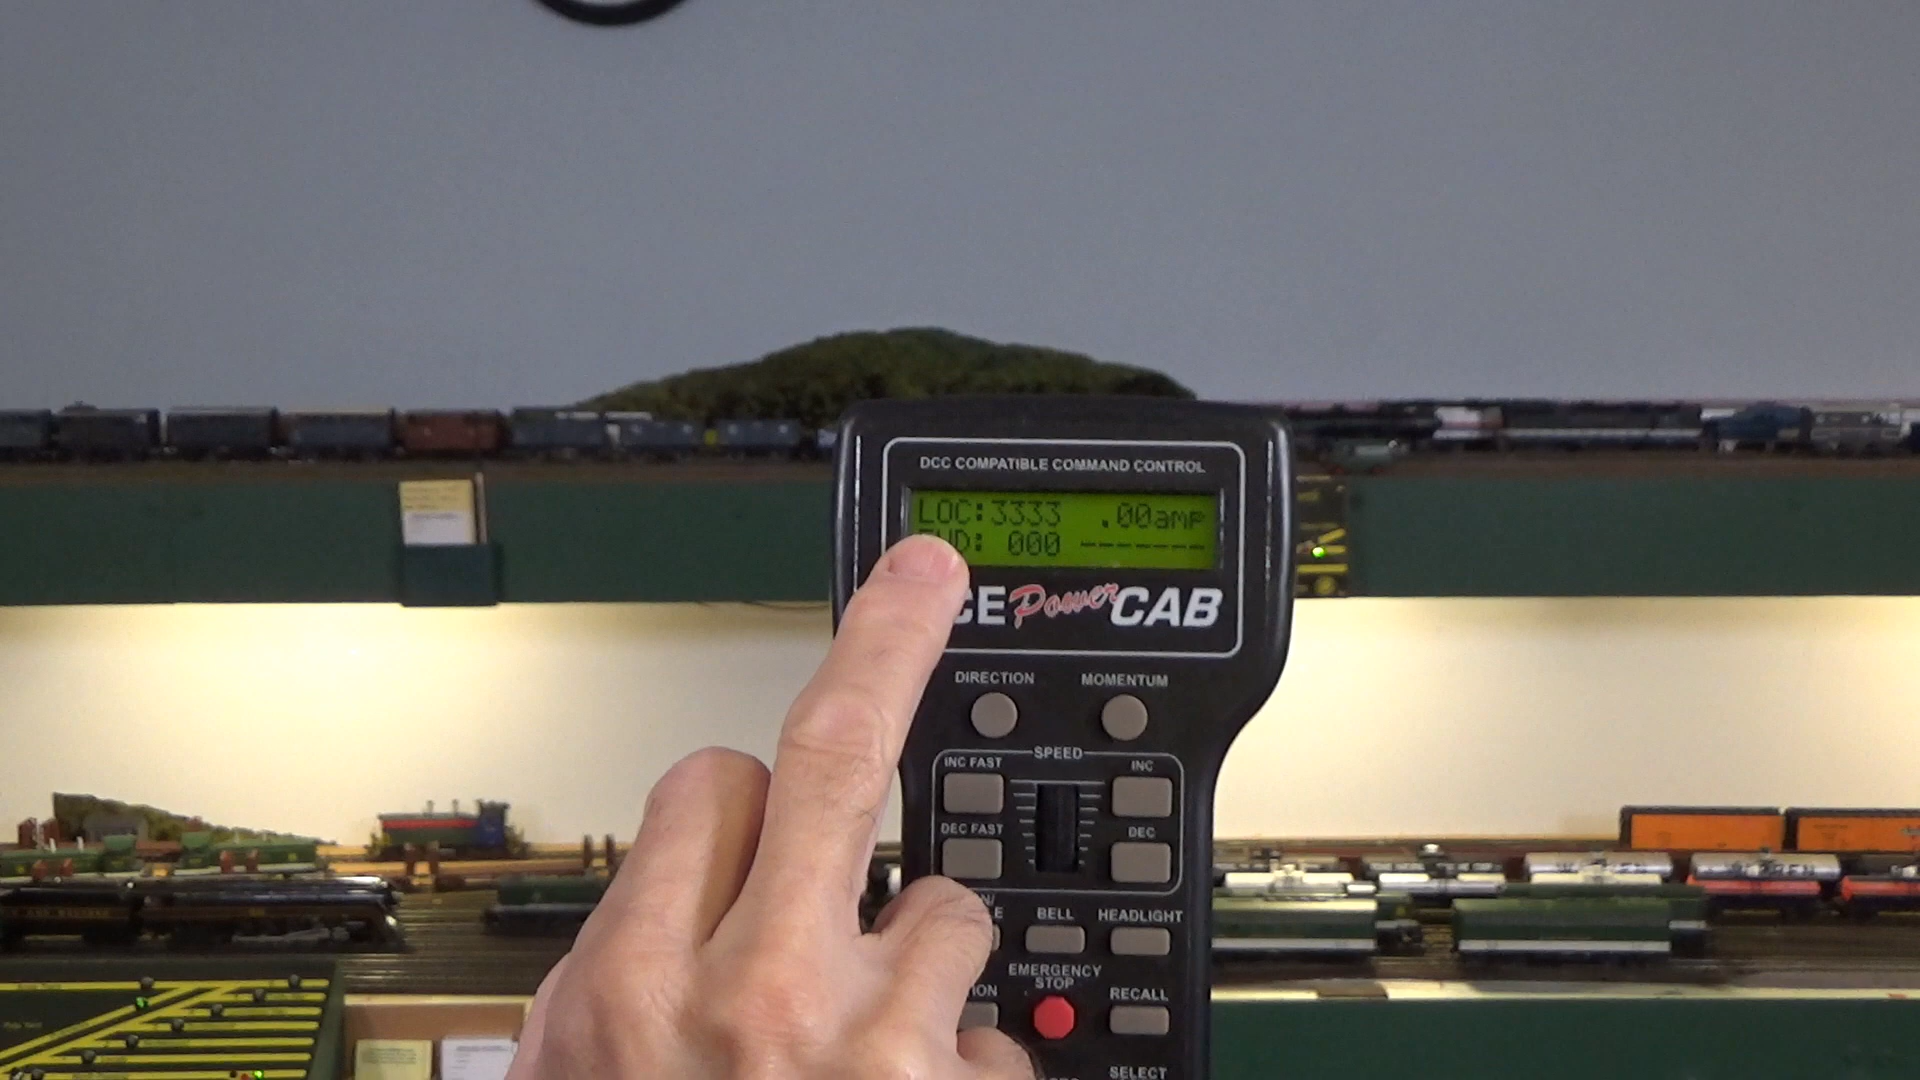 DCC COMPATIBLE COMMAND CONTROL
LOC:3333 .00amp
000
CE Power CAB
DIRECTION MOMENTUM
SPEED
INC FAST INC
DEC FAST DEC
BELL HEADLIGHT
EMERGENCY
STOP
RECALL
SELECT